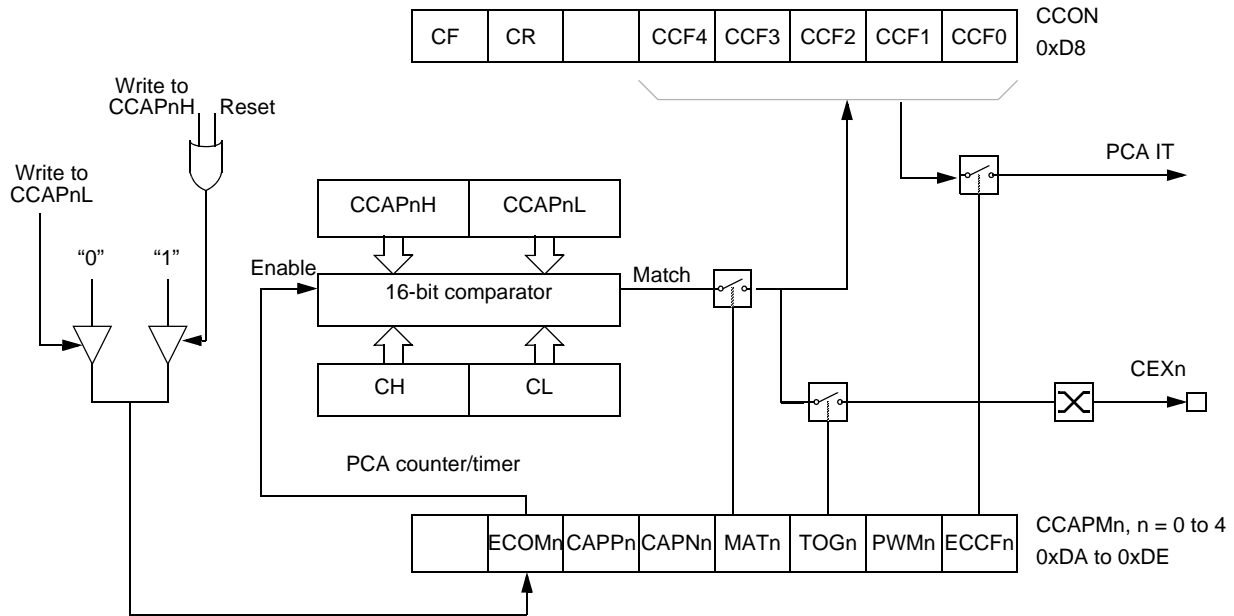 CF CR CCF4 CCF3 CCF2 CCF1 CCF0
CCON
0xD8
Write to
CCAPnH
Reset
Write to
CCAPnL
“0”
“1”
PCA IT
CCAPnH
CCAPnL
Enable
16-bit comparator
Match
CH
CL
CEXn
PCA counter/timer
ECOMn CAPPn CAPNn MATn TOGn PWMn ECCFn
CCAPMn, n = 0 to 4
0xDA to 0xDE